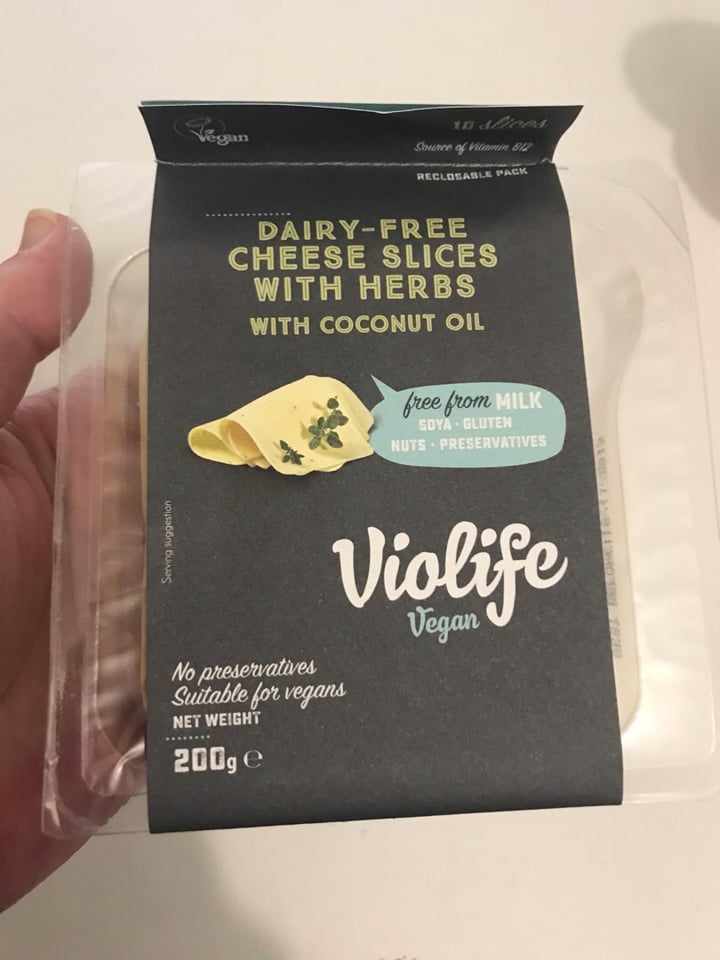 Vegan
10 slices
Source of Vitamin B12
RECLOSABLE PACK
DAIRY-FREE
CHEESE SLICES
WITH HERBS
WITH COCONUT OIL
free from MILK
SOYA · GLUTEN
NUTS · PRESERVATIVES
Serving suggestion
Violife
Vegan
No preservatives
Suitable for vegans
NET WEIGHT
200g e